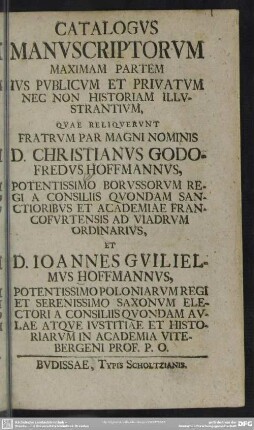 CATALOGVS
MANVSCRIPTORVM
MAXIMAM PARTEM
IVS PVBLICVM ET PRIVATVM
NEC NON HISTORIAM ILLV-
STRANTIVM,
QVAE RELIQVERVNT
FRATRVM PAR MAGNI NOMINIS
D. CHRISTIANVS GODO-
FREDVS HOFFMANNVS,
POTENTISSIMO BORVSSORVM RE-
GI A CONSILIIS QVONDAM SAN-
CTIORIBVS ET ACADEMIAE FRAN-
COFVRTENSIS AD VIADRVM
ORDINARIVS,
ET
D. IOANNES GVILIEL-
MVS HOFFMANNVS,
POTENTISSIMO POLONIARVM REGI
ET SERENISSIMO SAXONVM ELE-
CTORI A CONSILIIS QVONDAM AV-
LAE ATQVE IVSTITIAE ET HISTO-
RIARVM IN ACADEMIA VITE-
BERGENI PROF. P. O.
BVDISSAE, TYPIS SCHOLTZIANIS.
DFG